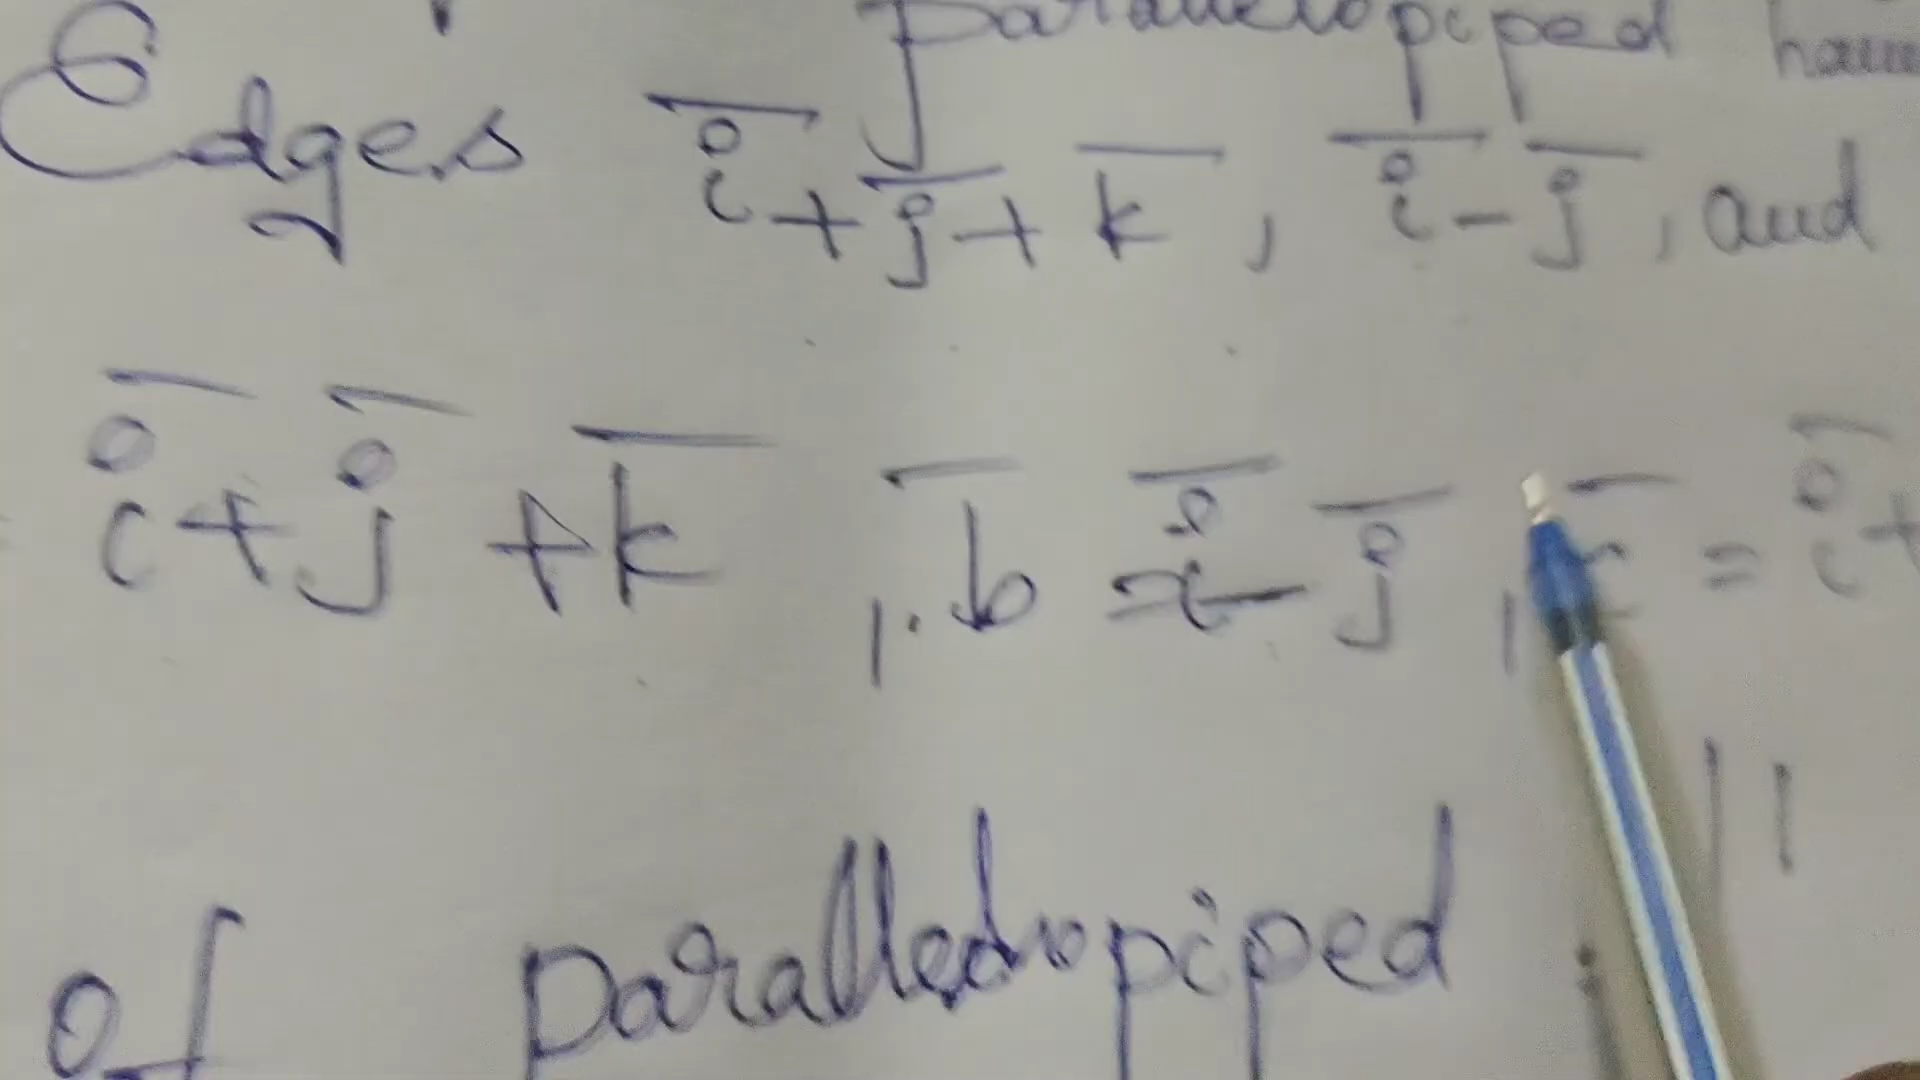 parallelopiped
Edges i̅ + j̅ + k̅ , i̅ - j̅ , and
i̅ + j̅ + k̅ , b̅ = i̅ - j̅ , c̅ = i̅ +
of parallelopiped